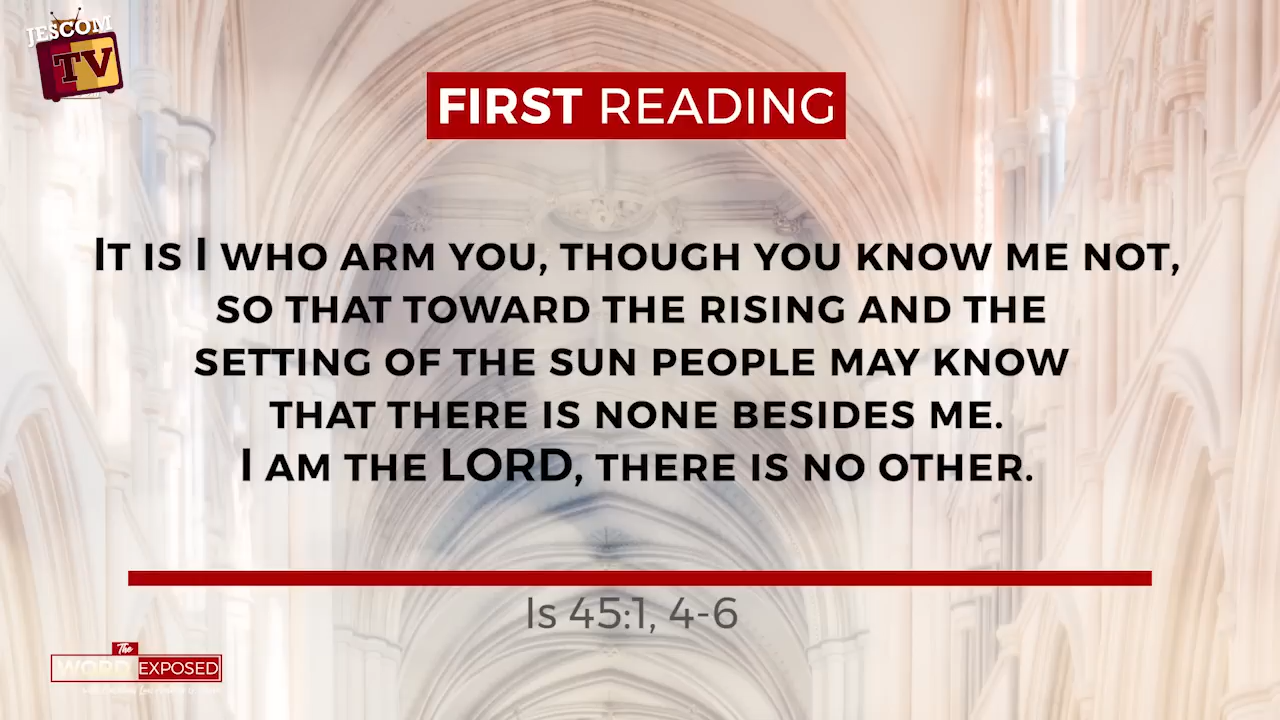 JESCOM
TV
FIRST READING
IT IS I WHO ARM YOU, THOUGH YOU KNOW ME NOT,
SO THAT TOWARD THE RISING AND THE
SETTING OF THE SUN PEOPLE MAY KNOW
THAT THERE IS NONE BESIDES ME.
I AM THE LORD, THERE IS NO OTHER.
Is 45:1, 4-6
The
WORD EXPOSED